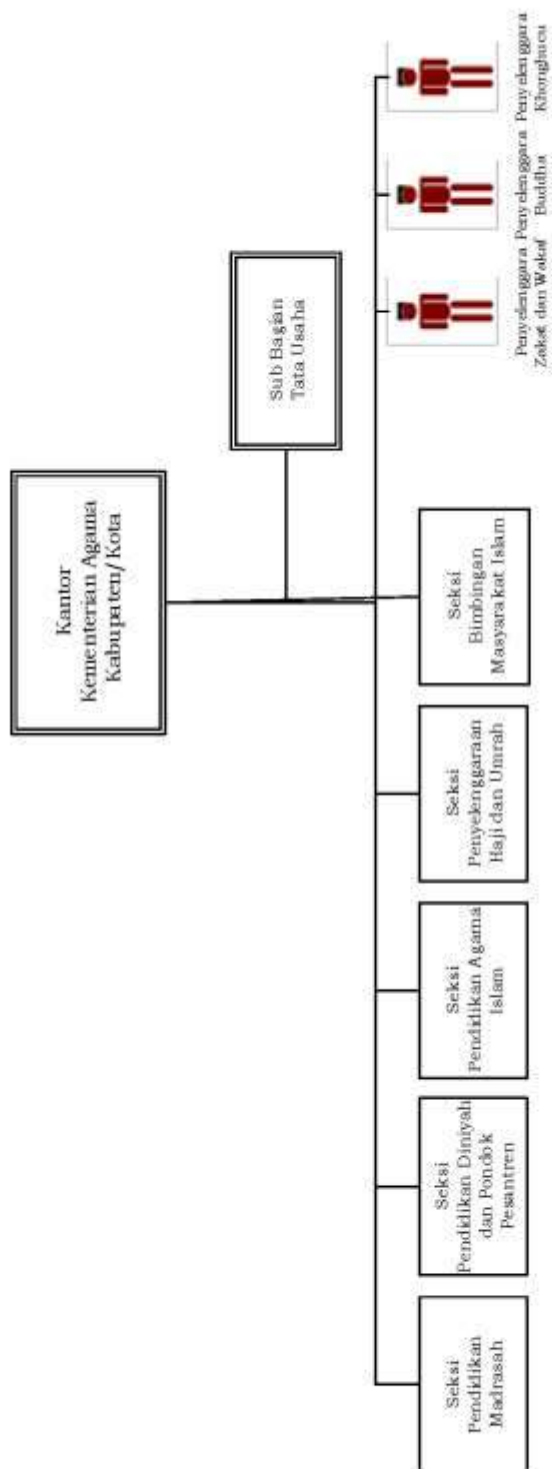 Kantor
Kementerian Agama
Kabupaten/Kota
Sub Bagian
Tata Usaha
Seksi
Pendidikan
Madrasah
Seksi
Pendidikan Diniyah
dan Pondok
Pesantren
Seksi
Pendidikan Agama
Islam
Seksi
Penyelenggaraan
Haji dan Umrah
Seksi
Bimbingan
Masyarakat Islam
Penyelenggara
Zakat dan Wakaf
Penyelenggara
Buddha
Penyelenggara
Khonghucu